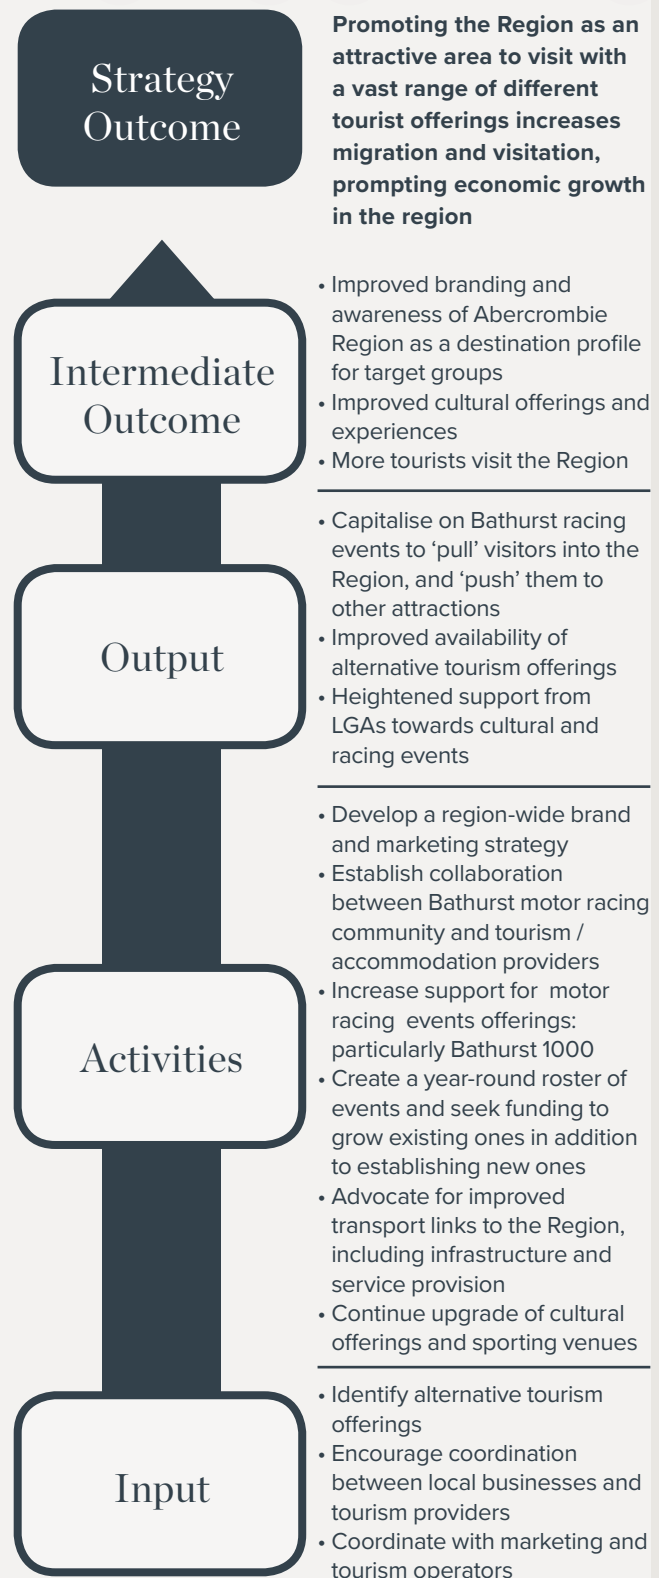 Strategy
Outcome
Promoting the Region as an
attractive area to visit with
a vast range of different
tourist offerings increases
migration and visitation,
prompting economic growth
in the region
Intermediate
Outcome
• Improved branding and
awareness of Abercrombie
Region as a destination profile
for target groups
• Improved cultural offerings and
experiences
• More tourists visit the Region
Output
• Capitalise on Bathurst racing
events to ‘pull’ visitors into the
Region, and ‘push’ them to
other attractions
• Improved availability of
alternative tourism offerings
• Heightened support from
LGAs towards cultural and
racing events
Activities
• Develop a region-wide brand
and marketing strategy
• Establish collaboration
between Bathurst motor racing
community and tourism /
accommodation providers
• Increase support for  motor
racing  events offerings:
particularly Bathurst 1000
• Create a year-round roster of
events and seek funding to
grow existing ones in addition
to establishing new ones
• Advocate for improved
transport links to the Region,
including infrastructure and
service provision
• Continue upgrade of cultural
offerings and sporting venues
Input
• Identify alternative tourism
offerings
• Encourage coordination
between local businesses and
tourism providers
• Coordinate with marketing and
tourism operators